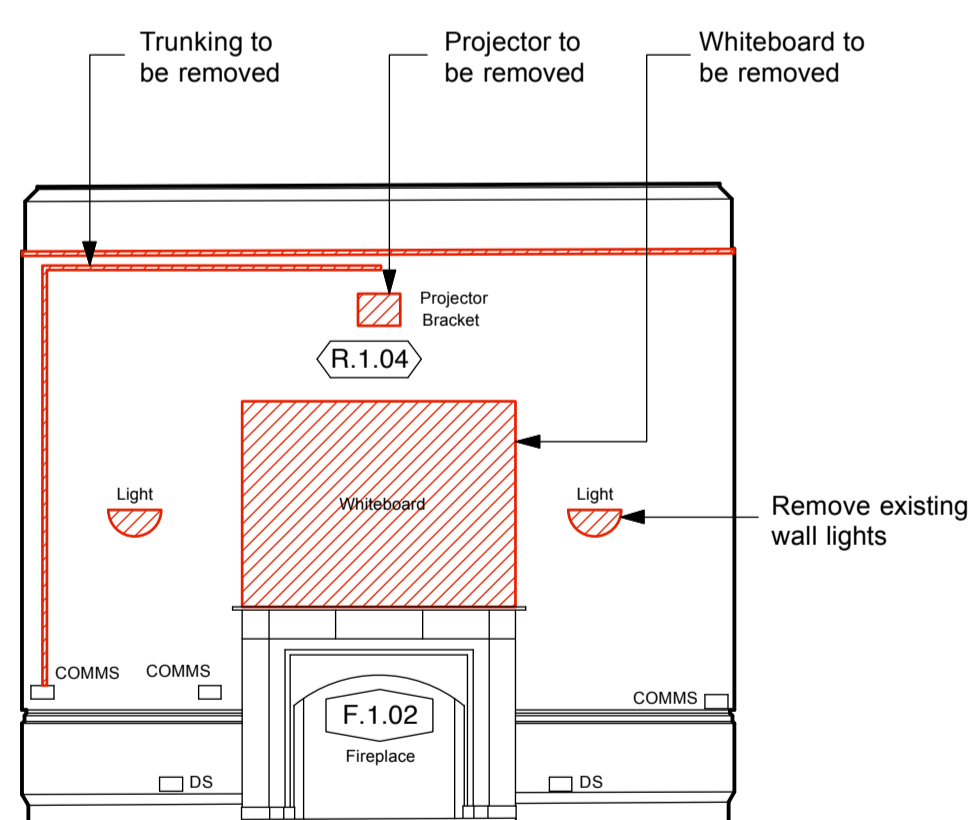 Trunking to
be removed
Projector to
be removed
Whiteboard to
be removed
Projector
Bracket
R.1.04
Light
Whiteboard
Light
Remove existing
wall lights
COMMS
COMMS
COMMS
F.1.02
Fireplace
DS
DS